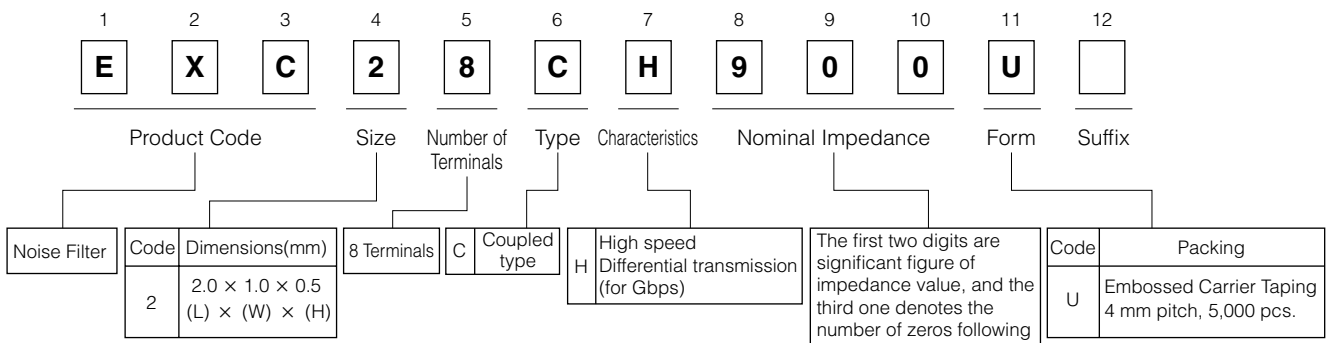 1 2 3 4 5 6 7 8 9 10 11 12
E X C 2 8 C H 9 0 0 U
Product Code Size Number of Terminals Type Characteristics Nominal Impedance Form Suffix
Noise Filter
Code Dimensions(mm)
2 2.0 × 1.0 × 0.5
(L) × (W) × (H)
8 Terminals
C Coupled
type
H High speed
Differential transmission
(for Gbps)
The first two digits are
significant figure of
impedance value, and the
third one denotes the
number of zeros following
Code Packing
U Embossed Carrier Taping
4 mm pitch, 5,000 pcs.